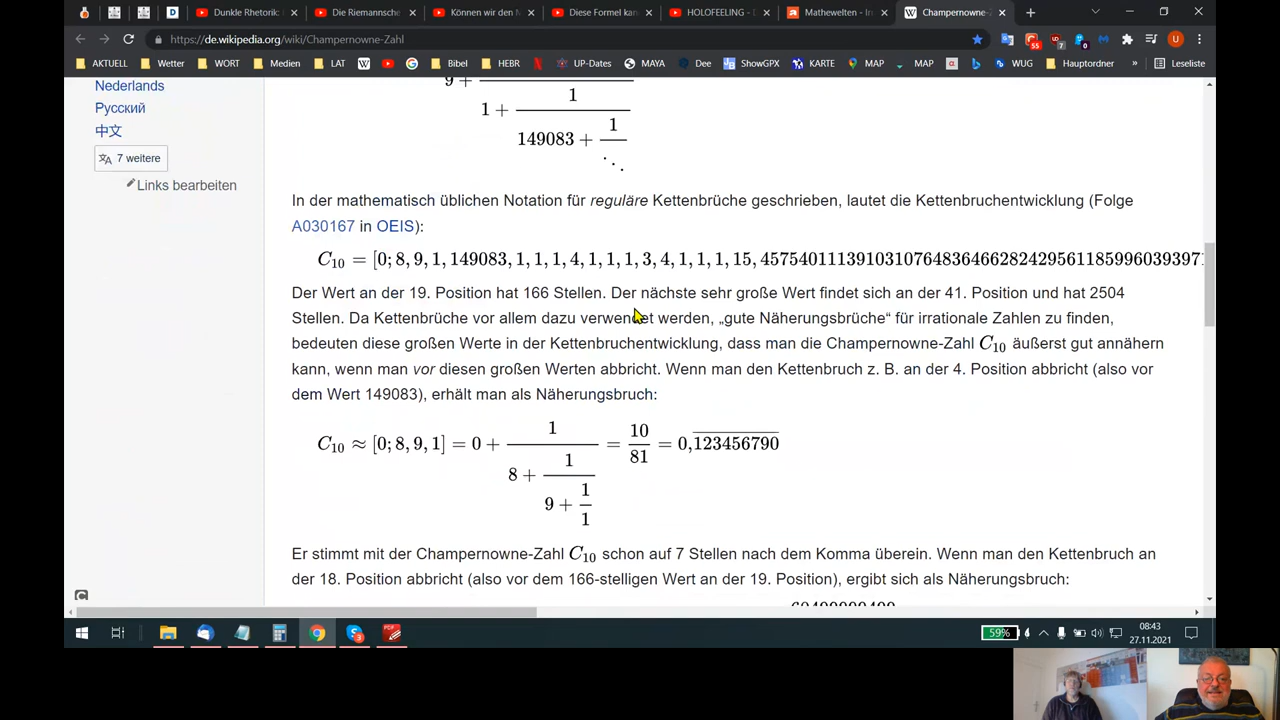 Dunkle Rhetorik:
Die Riemannsche
Können wir den M
Diese Formel kan
HOLOFEELING - D
Mathewelten - In
Champernowne-Z
https://de.wikipedia.org/wiki/Champernowne-Zahl
55
7
0
U
AKTUELL
Wetter
WORT
Medien
LAT
Bibel
HEBR
UP-Dates
MAYA
Dee
ShowGPX
KARTE
MAP
MAP
WUG
Hauptordner
»
Leseliste
Nederlands
Русский
中文
7 weitere
Links bearbeiten
9 +
1
1 +
1
149083 +
⋱
In der mathematisch üblichen Notation für reguläre Kettenbrüche geschrieben, lautet die Kettenbruchentwicklung (Folge
A030167 in OEIS):
C10 = [0; 8, 9, 1, 149083, 1, 1, 1, 4, 1, 1, 1, 3, 4, 1, 1, 1, 15, 45754011139103107648364662824295611859960393971
Der Wert an der 19. Position hat 166 Stellen. Der nächste sehr große Wert findet sich an der 41. Position und hat 2504
Stellen. Da Kettenbrüche vor allem dazu verwendet werden, „gute Näherungsbrüche“ für irrationale Zahlen zu finden,
bedeuten diese großen Werte in der Kettenbruchentwicklung, dass man die Champernowne-Zahl C10 äußerst gut annähern
kann, wenn man vor diesen großen Werten abbricht. Wenn man den Kettenbruch z. B. an der 4. Position abbricht (also vor
dem Wert 149083), erhält man als Näherungsbruch:
C10 ≈ [0; 8, 9, 1] = 0 + 1/(8 + 1/(9 + 1/1)) = 10/81 = 0,123456790
Er stimmt mit der Champernowne-Zahl C10 schon auf 7 Stellen nach dem Komma überein. Wenn man den Kettenbruch an
der 18. Position abbricht (also vor dem 166-stelligen Wert an der 19. Position), ergibt sich als Näherungsbruch:
60499999499
59%
08:43
27.11.2021